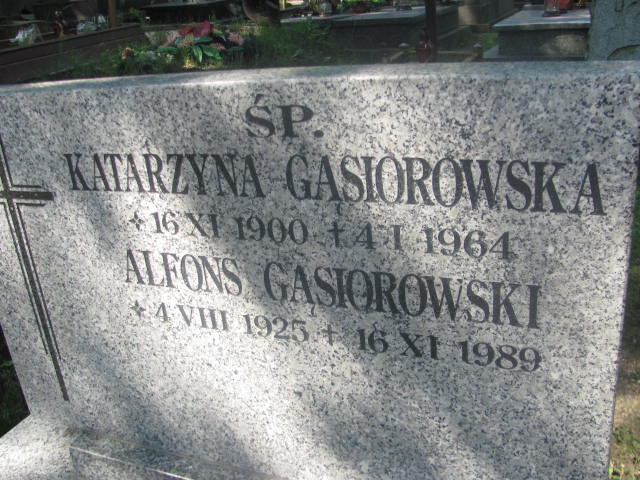 ŚP.
KATARZYNA GĄSIOROWSKA
+16 XI 1900 +4 I 1964
ALFONS GĄSIOROWSKI
+4 VIII 1925 + 16 XI 1989